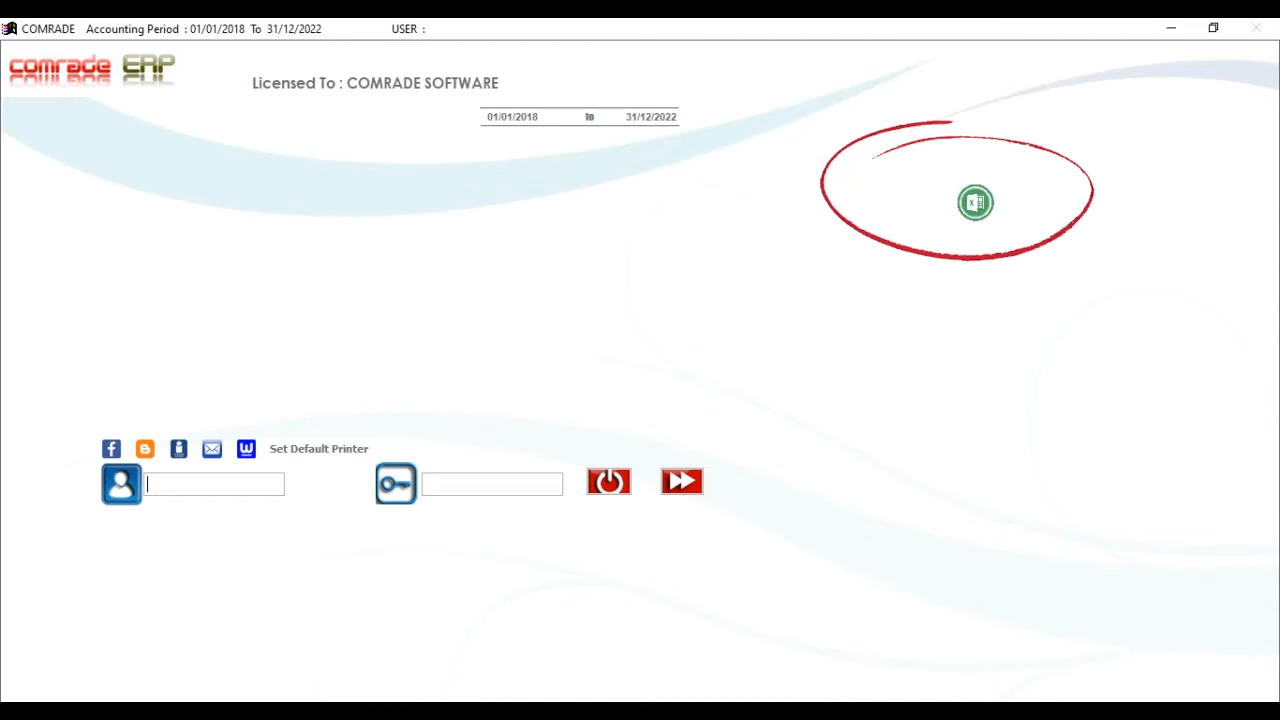 COMRADE Accounting Period : 01/01/2018 To 31/12/2022 USER :
comrade ERP
Licensed To : COMRADE SOFTWARE
01/01/2018 to 31/12/2022
Set Default Printer